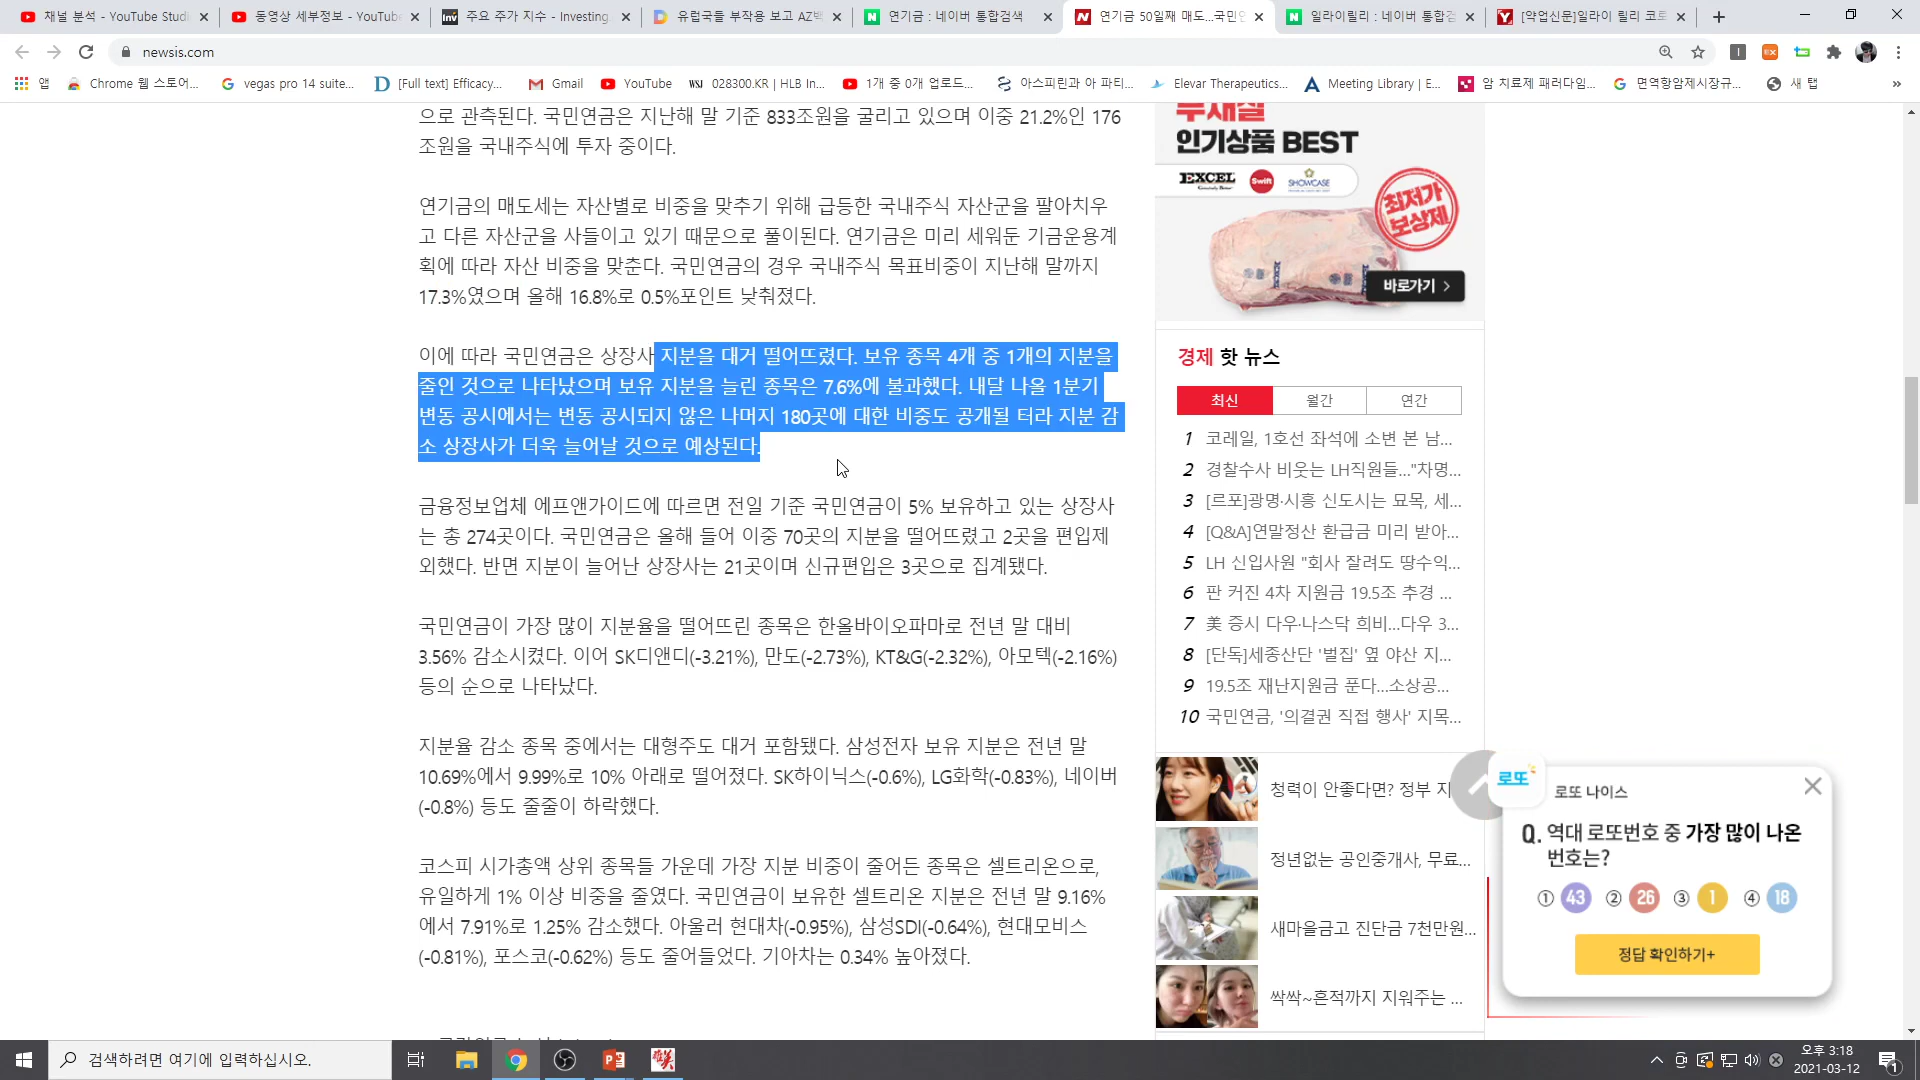 채널 분석 - YouTube Studi
동영상 세부정보 - YouTube
주요 주가 지수 - Investing.
유럽국들 부작용 보고 AZ백
연기금 : 네이버 통합검색
연기금 50일째 매도...국민연
일라이릴리 : 네이버 통합검
[약업신문]일라이 릴리 코로
newsis.com
앱
Chrome 웹 스토어...
vegas pro 14 suite...
[Full text] Efficacy...
Gmail
YouTube
WSJ 028300.KR | HLB In...
1개 중 0개 업로드...
아스피린과 아 파티...
Elevar Therapeutics...
Meeting Library | E...
암 치료제 패러다임...
면역항암제시장규...
새 탭
»
으로 관측된다. 국민연금은 지난해 말 기준 833조원을 굴리고 있으며 이중 21.2%인 176
조원을 국내주식에 투자 중이다.
연기금의 매도세는 자산별로 비중을 맞추기 위해 급등한 국내주식 자산군을 팔아치우
고 다른 자산군을 사들이고 있기 때문으로 풀이된다. 연기금은 미리 세워둔 기금운용계
획에 따라 자산 비중을 맞춘다. 국민연금의 경우 국내주식 목표비중이 지난해 말까지
17.3%였으며 올해 16.8%로 0.5%포인트 낮춰졌다.
이에 따라 국민연금은 상장사 지분을 대거 떨어뜨렸다. 보유 종목 4개 중 1개의 지분을
줄인 것으로 나타났으며 보유 지분을 늘린 종목은 7.6%에 불과했다. 내달 나올 1분기
변동 공시에서는 변동 공시되지 않은 나머지 180곳에 대한 비중도 공개될 터라 지분 감
소 상장사가 더욱 늘어날 것으로 예상된다.
금융정보업체 에프앤가이드에 따르면 전일 기준 국민연금이 5% 보유하고 있는 상장사
는 총 274곳이다. 국민연금은 올해 들어 이중 70곳의 지분을 떨어뜨렸고 2곳을 편입제
외했다. 반면 지분이 늘어난 상장사는 21곳이며 신규편입은 3곳으로 집계됐다.
국민연금이 가장 많이 지분율을 떨어뜨린 종목은 한올바이오파마로 전년 말 대비
3.56% 감소시켰다. 이어 SK디앤디(-3.21%), 만도(-2.73%), KT&G(-2.32%), 아모텍(-2.16%)
등의 순으로 나타났다.
지분율 감소 종목 중에서는 대형주도 대거 포함됐다. 삼성전자 보유 지분은 전년 말
10.69%에서 9.99%로 10% 아래로 떨어졌다. SK하이닉스(-0.6%), LG화학(-0.83%), 네이버
(-0.8%) 등도 줄줄이 하락했다.
코스피 시가총액 상위 종목들 가운데 가장 지분 비중이 줄어든 종목은 셀트리온으로,
유일하게 1% 이상 비중을 줄였다. 국민연금이 보유한 셀트리온 지분은 전년 말 9.16%
에서 7.91%로 1.25% 감소했다. 아울러 현대차(-0.95%), 삼성SDI(-0.64%), 현대모비스
(-0.81%), 포스코(-0.62%) 등도 줄어들었다. 기아차는 0.34% 높아졌다.
인기상품 BEST
EXCEL
Swift
SHOWCASE
최저가
보상제
바로가기 >
경제 핫 뉴스
최신
월간
연간
1 코레일, 1호선 좌석에 소변 본 남...
2 경찰수사 비웃는 LH직원들..."차명...
3 [르포]광명·시흥 신도시는 묘목, 세...
4 [Q&A]연말정산 환급금 미리 받아...
5 LH 신입사원 "회사 잘려도 땅수익...
6 판 커진 4차 지원금 19.5조 추경 ...
7 美 증시 다우·나스닥 희비...다우 3...
8 [단독]세종산단 '벌집' 옆 야산 지...
9 19.5조 재난지원금 푼다...소상공...
10 국민연금, '의결권 직접 행사' 지목...
청력이 안좋다면? 정부 지
정년없는 공인중개사, 무료...
새마을금고 진단금 7천만원...
싹싹~흔적까지 지워주는 ...
로또
로또 나이스
Q. 역대 로또번호 중 가장 많이 나온
번호는?
① 43 ② 26 ③ 1 ④ 18
정답 확인하기+
검색하려면 여기에 입력하십시오.
오후 3:18
2021-03-12
1